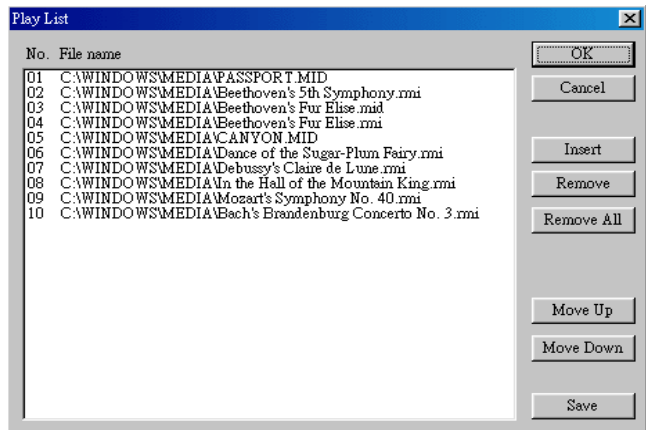 Play List
No. File name
01 C:\WINDOWS\MEDIA\PASSPORT.MID
02 C:\WINDOWS\MEDIA\Beethoven's 5th Symphony.rmi
03 C:\WINDOWS\MEDIA\Beethoven's Fur Elise.mid
04 C:\WINDOWS\MEDIA\Beethoven's Fur Elise.rmi
05 C:\WINDOWS\MEDIA\CANYON.MID
06 C:\WINDOWS\MEDIA\Dance of the Sugar-Plum Fairy.rmi
07 C:\WINDOWS\MEDIA\Debussy's Claire de Lune.rmi
08 C:\WINDOWS\MEDIA\In the Hall of the Mountain King.rmi
09 C:\WINDOWS\MEDIA\Mozart's Symphony No. 40.rmi
10 C:\WINDOWS\MEDIA\Bach's Brandenburg Concerto No. 3.rmi
OK
Cancel
Insert
Remove
Remove All
Move Up
Move Down
Save